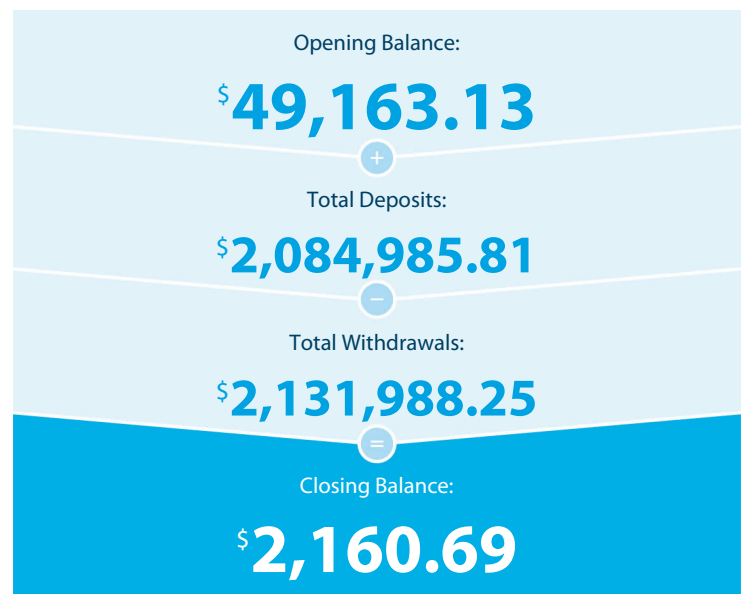 Opening Balance:
$49,163.13
+
Total Deposits:
$2,084,985.81
−
Total Withdrawals:
$2,131,988.25
=
Closing Balance:
$2,160.69